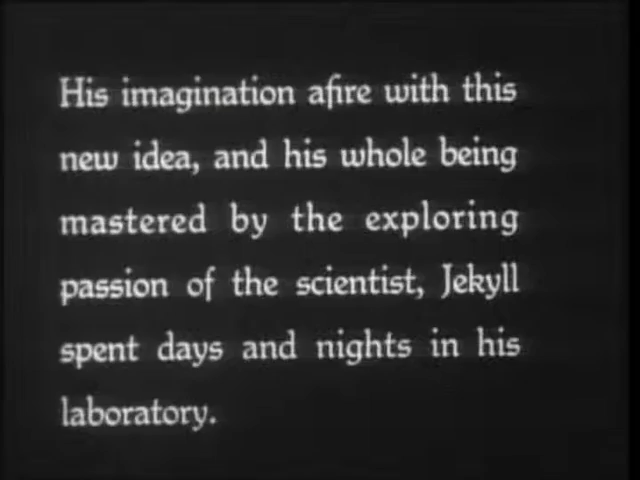 His imagination afire with this
new idea, and his whole being
mastered by the exploring
passion of the scientist, Jekyll
spent days and nights in his
laboratory.